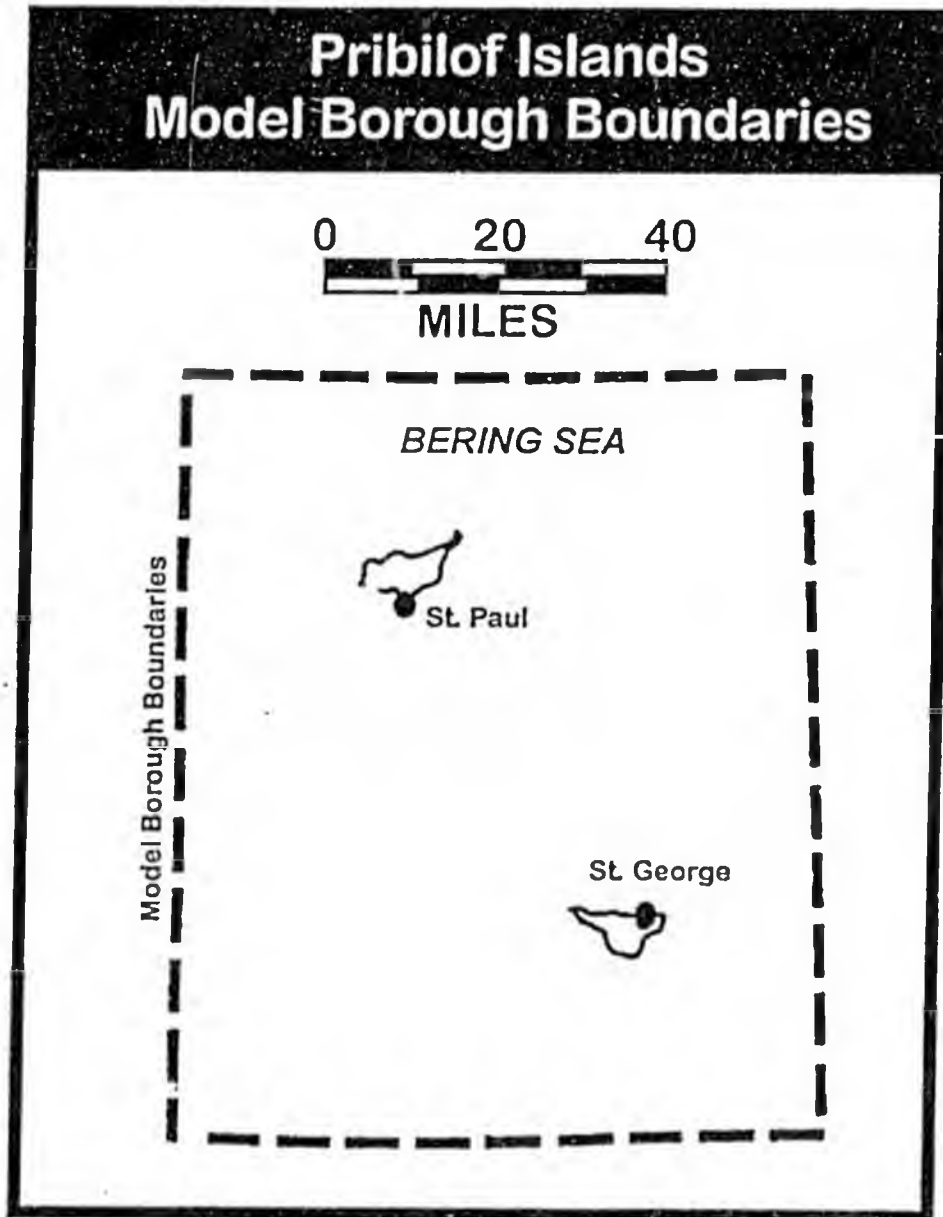 Pribilof Islands
Model Borough Boundaries
0 20 40
MILES
BERING SEA
St. Paul
Model Borough Boundaries
St. George